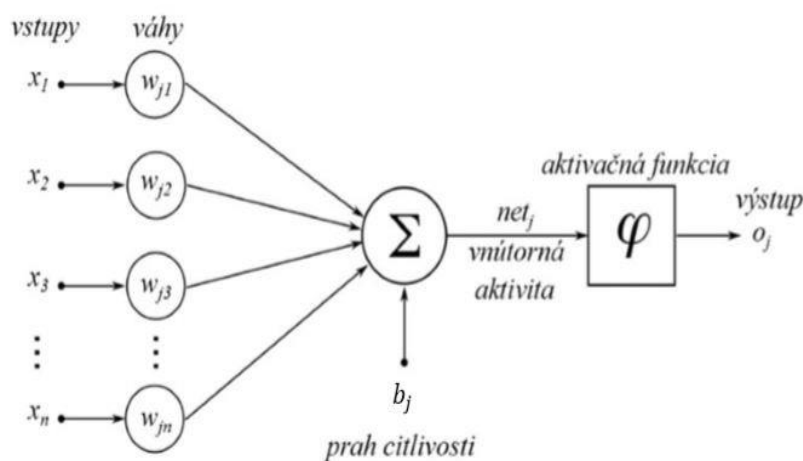 vstupy
váhy
x1
wj1
x2
wj2
x3
wj3
⋮
⋮
xn
wjn
Σ
bj
prah citlivosti
netj
vnútorná
aktivita
aktivačná funkcia
φ
výstup
oj